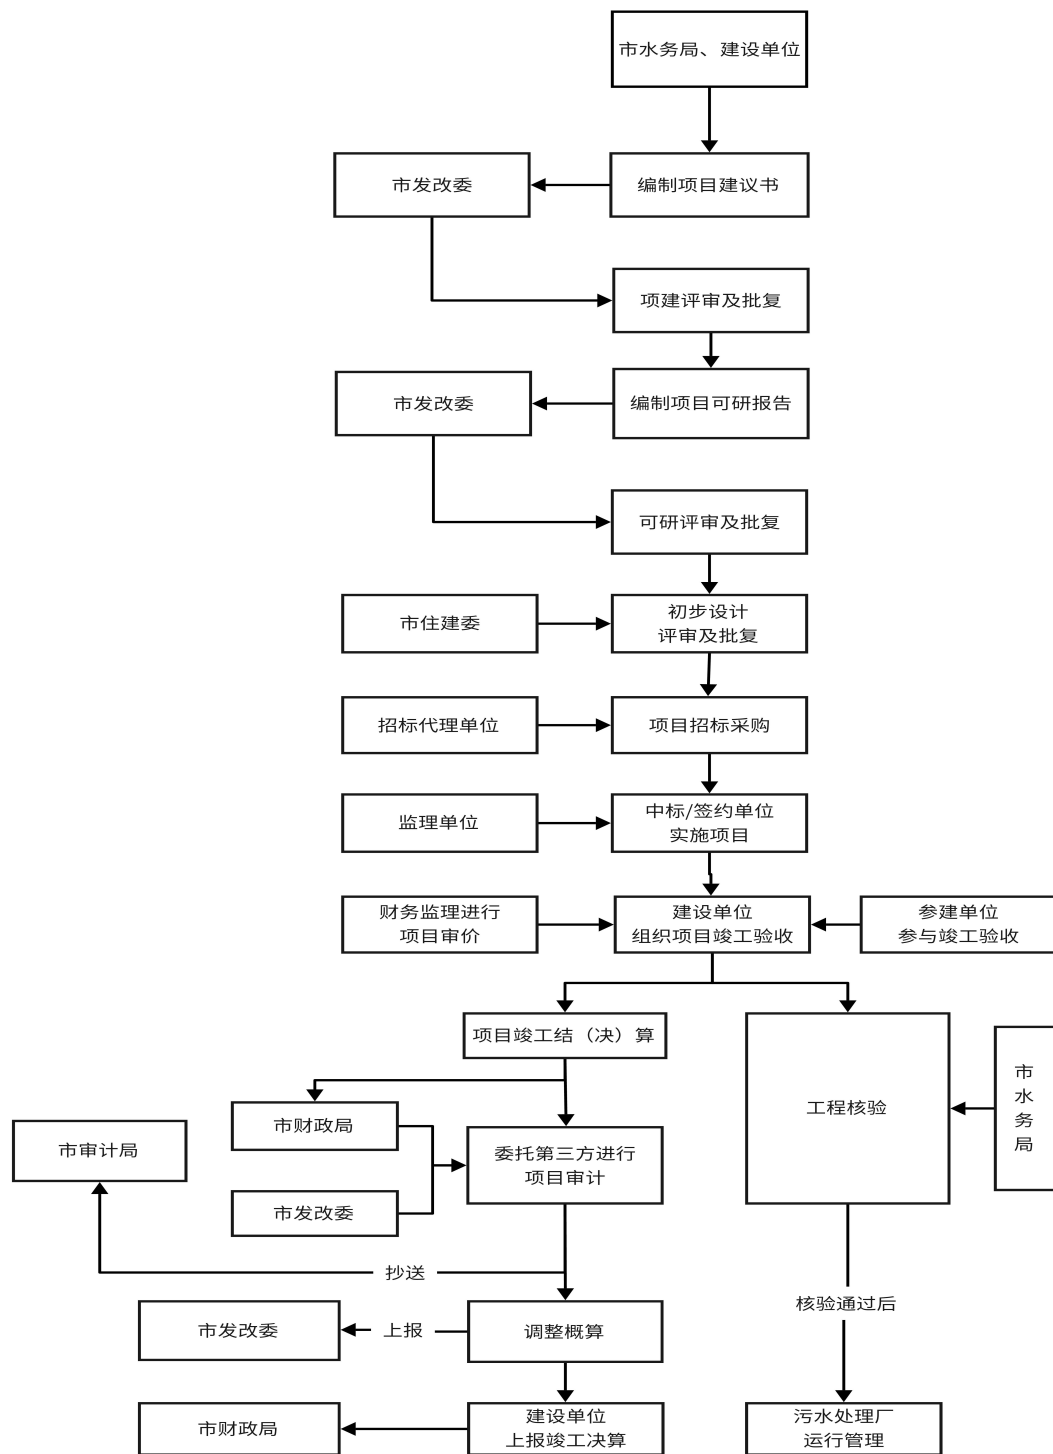 市水务局、建设单位
市发改委
编制项目建议书
项建评审及批复
市发改委
编制项目可研报告
可研评审及批复
市住建委
初步设计
评审及批复
招标代理单位
项目招标采购
监理单位
中标/签约单位
实施项目
财务监理进行
项目审价
建设单位
组织项目竣工验收
参建单位
参与竣工验收
项目竣工结（决）算
工程核验
市
水
务
局
市财政局
市审计局
委托第三方进行
项目审计
市发改委
抄送
核验通过后
市发改委
上报
调整概算
市财政局
建设单位
上报竣工决算
污水处理厂
运行管理